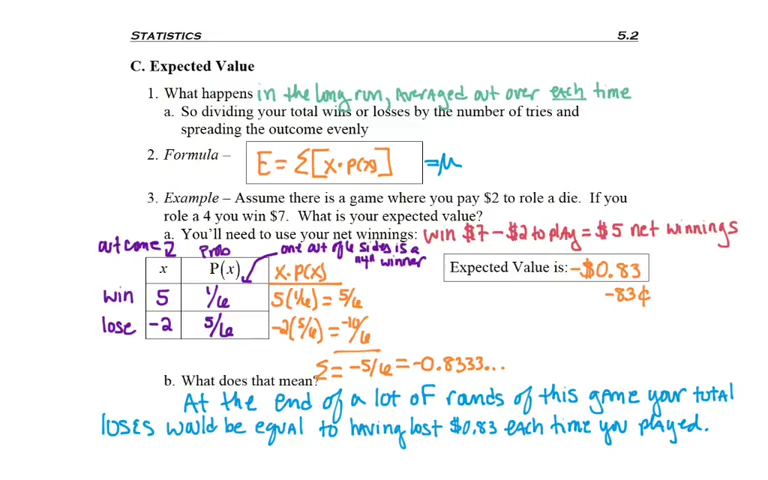 STATISTICS 5.2
C. Expected Value
1. What happens in the long run, averaged out over each time
a. So dividing your total wins or losses by the number of tries and
spreading the outcome evenly
2. Formula – E = Σ[x·P(x)] = μ
3. Example – Assume there is a game where you pay $2 to role a die. If you
role a 4 you win $7. What is your expected value?
a. You'll need to use your net winnings: win $7 - $2 to play = $5 net winnings
outcome Prob one out of 6 sides is a
"4" winner
x P(x) x·P(x) Expected Value is: -$0.83
win 5 1/6 5(1/6) = 5/6 -83¢
lose -2 5/6 -2(5/6) = -10/6
Σ = -5/6 = -0.8333...
b. What does that mean?
At the end of a lot of rands of this game your total
loses would be equal to having lost $0.83 each time you played.